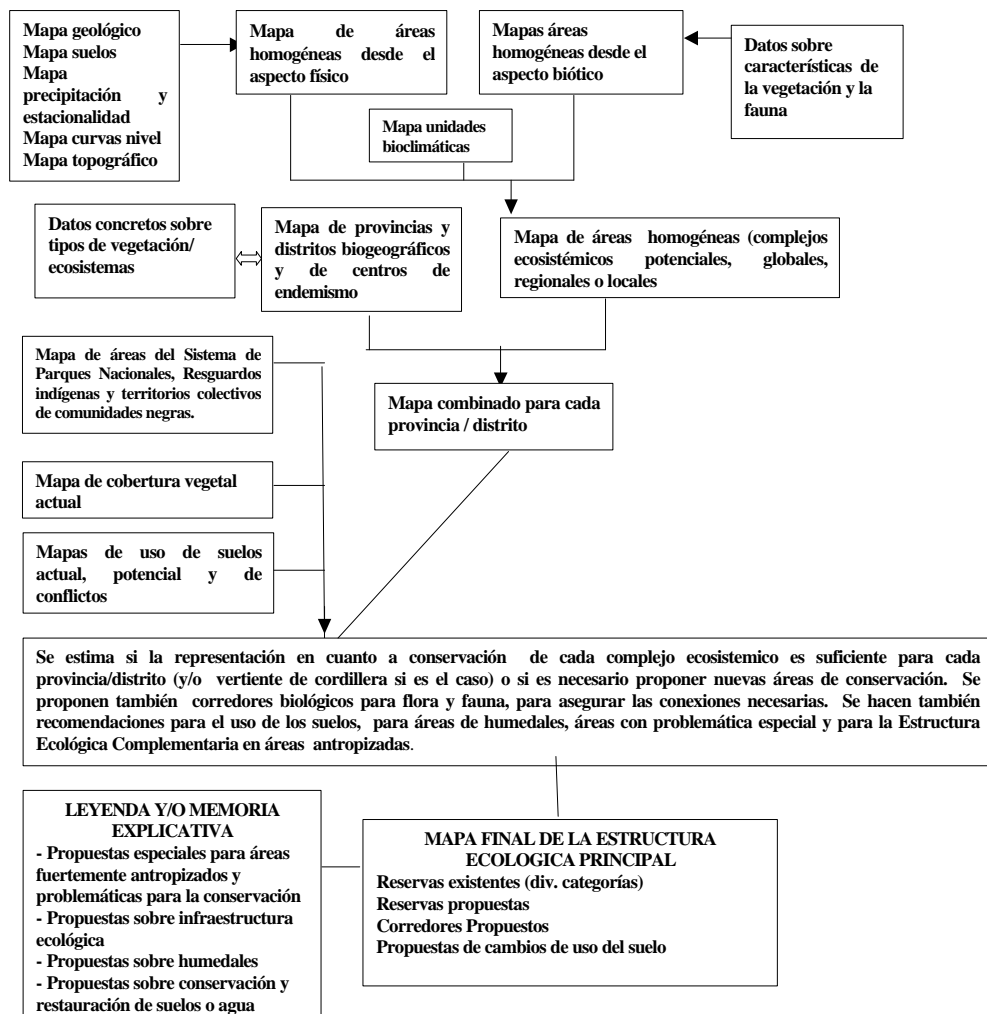 Mapa geológico
Mapa suelos
Mapa
precipitación y
estacionalidad
Mapa curvas nivel
Mapa topográfico
Mapa de áreas
homogéneas desde el
aspecto físico
Mapas áreas
homogéneas desde el
aspecto biótico
Datos sobre
características de
la vegetación y la
fauna
Mapa unidades
bioclimáticas
Datos concretos sobre
tipos de vegetación/
ecosistemas
Mapa de provincias y
distritos biogeográficos
y de centros de
endemismo
Mapa de áreas homogéneas (complejos
ecosistémicos potenciales, globales,
regionales o locales
Mapa de áreas del Sistema de
Parques Nacionales, Resguardos
indígenas y territorios colectivos
de comunidades negras.
Mapa combinado para cada
provincia / distrito
Mapa de cobertura vegetal
actual
Mapas de uso de suelos
actual, potencial y de
conflictos
Se estima si la representación en cuanto a conservación de cada complejo ecosistemico es suficiente para cada
provincia/distrito (y/o vertiente de cordillera si es el caso) o si es necesario proponer nuevas áreas de conservación. Se
proponen también corredores biológicos para flora y fauna, para asegurar las conexiones necesarias. Se hacen también
recomendaciones para el uso de los suelos, para áreas de humedales, áreas con problemática especial y para la Estructura
Ecológica Complementaria en áreas antropizadas.
LEYENDA Y/O MEMORIA
EXPLICATIVA
- Propuestas especiales para áreas
fuertemente antropizados y
problemáticas para la conservación
- Propuestas sobre infraestructura
ecológica
- Propuestas sobre humedales
- Propuestas sobre conservación y
restauración de suelos o agua
MAPA FINAL DE LA ESTRUCTURA
ECOLOGICA PRINCIPAL
Reservas existentes (div. categorías)
Reservas propuestas
Corredores Propuestos
Propuestas de cambios de uso del suelo